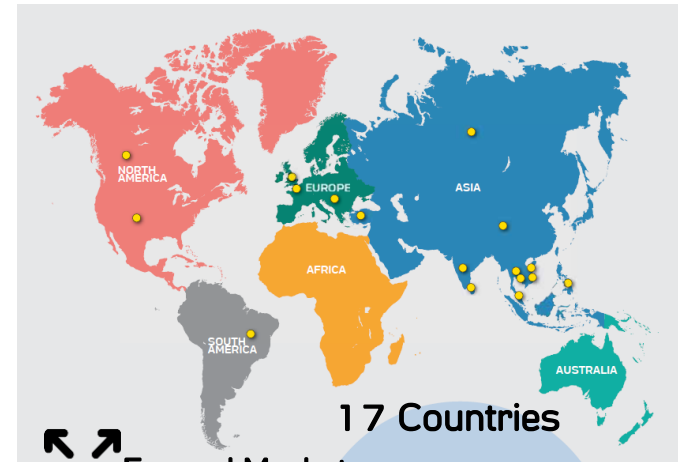 NORTH
AMERICA
EUROPE
ASIA
AFRICA
SOUTH
AMERICA
AUSTRALIA
17 Countries